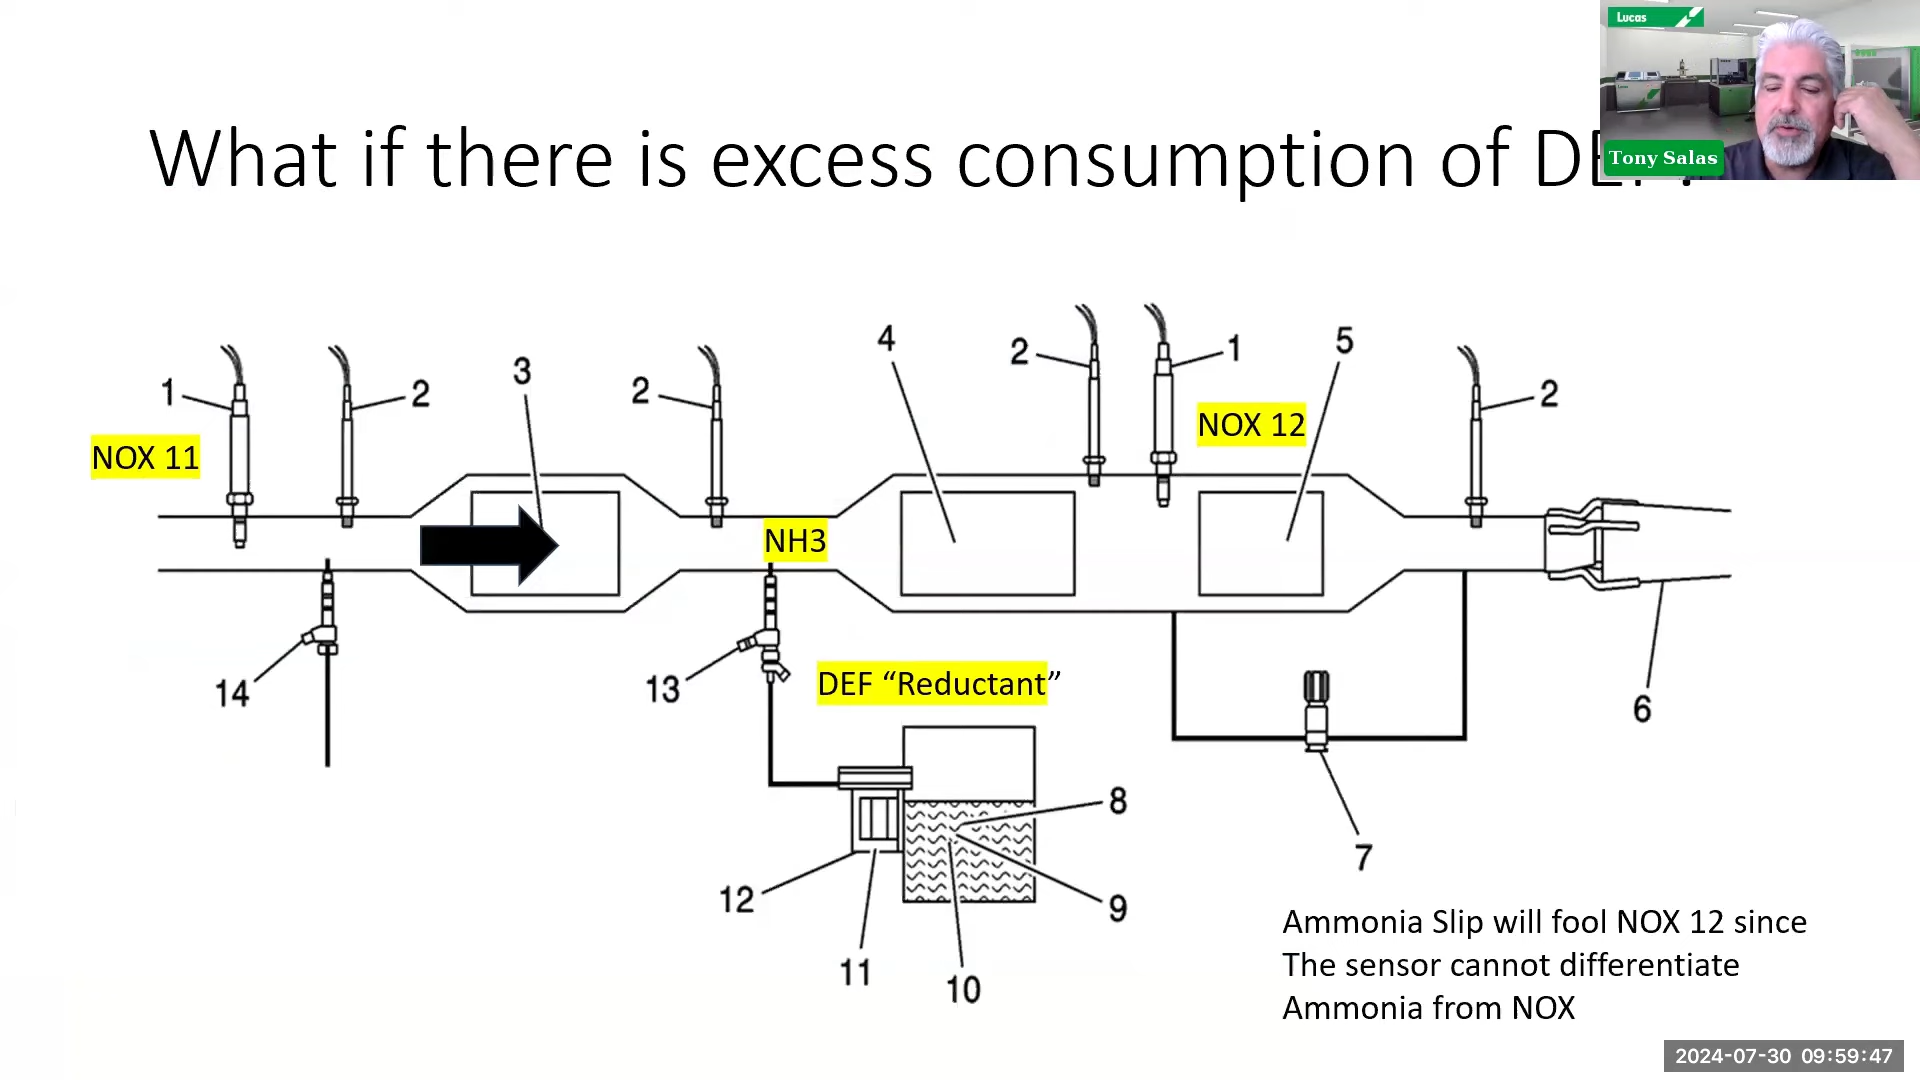 Lucas
What if there is excess consumption of
Tony Salas
4
2
1
5
3
1
2
2
2
NOX 11
NOX 12
NH3
14
13
DEF “Reductant”
6
8
7
12
9
11
10
Ammonia Slip will fool NOX 12 since
The sensor cannot differentiate
Ammonia from NOX
2024-07-30 09:59:47